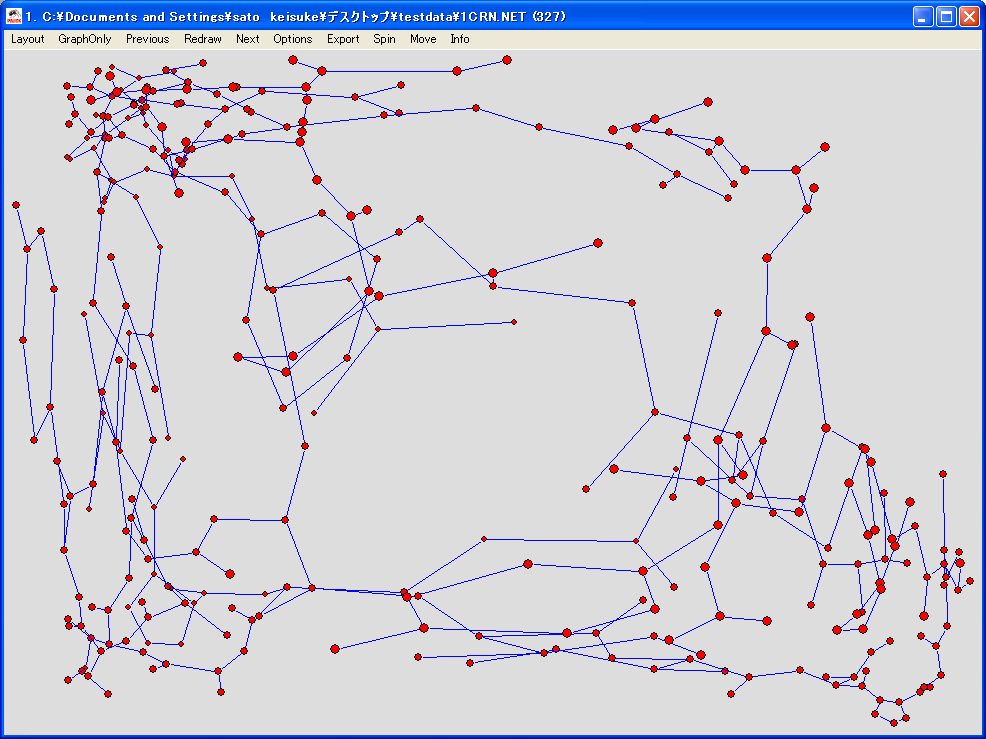 1. C:¥Documents and Settings¥sato keisuke¥デスクトップ¥testdata¥1CRN.NET (327)
Layout GraphOnly Previous Redraw Next Options Export Spin Move Info